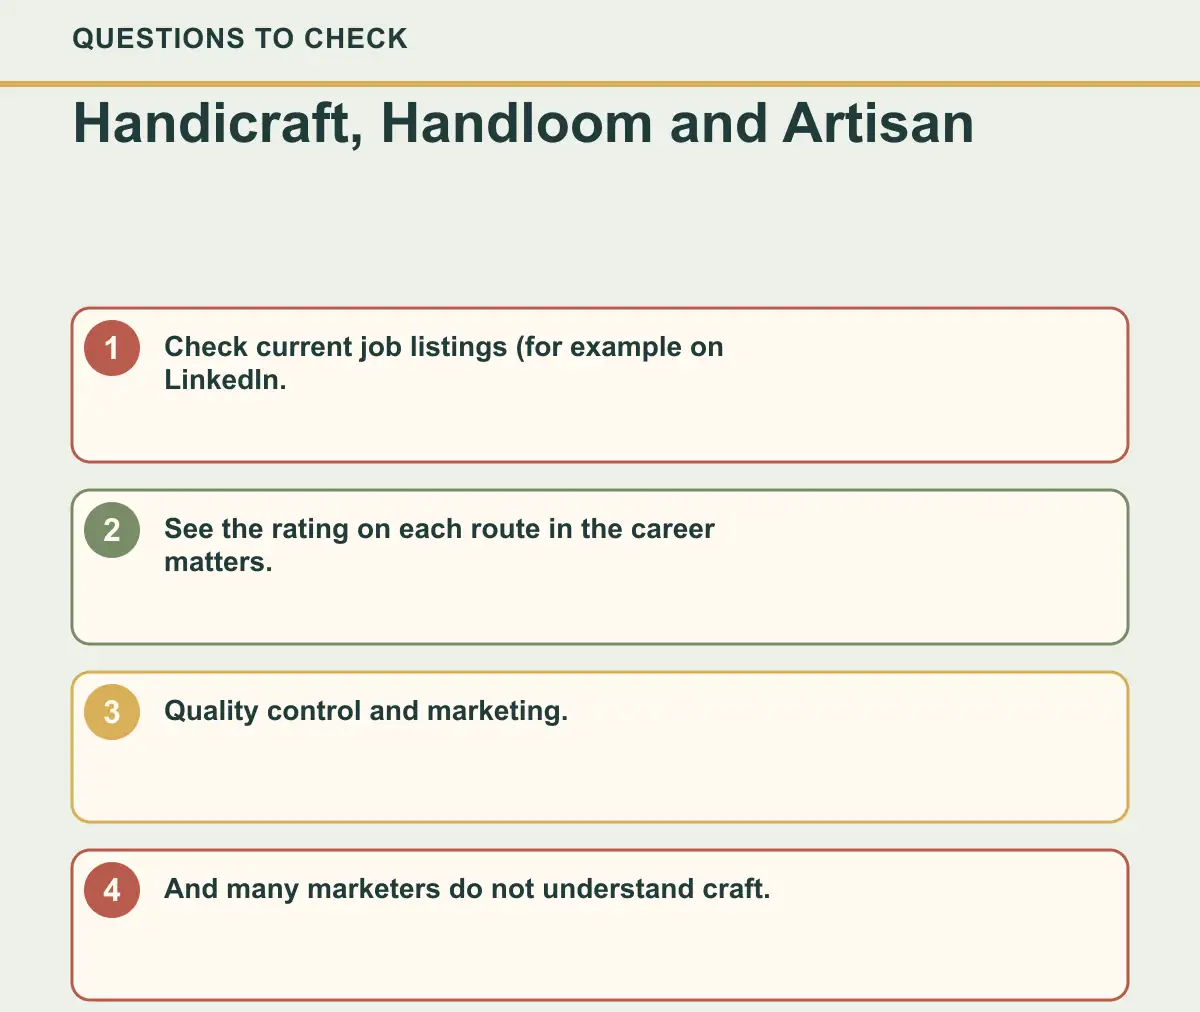 QUESTIONS TO CHECK
Handicraft, Handloom and Artisan
1
Check current job listings (for example on
LinkedIn.
2
See the rating on each route in the career
matters.
3
Quality control and marketing.
4
And many marketers do not understand craft.